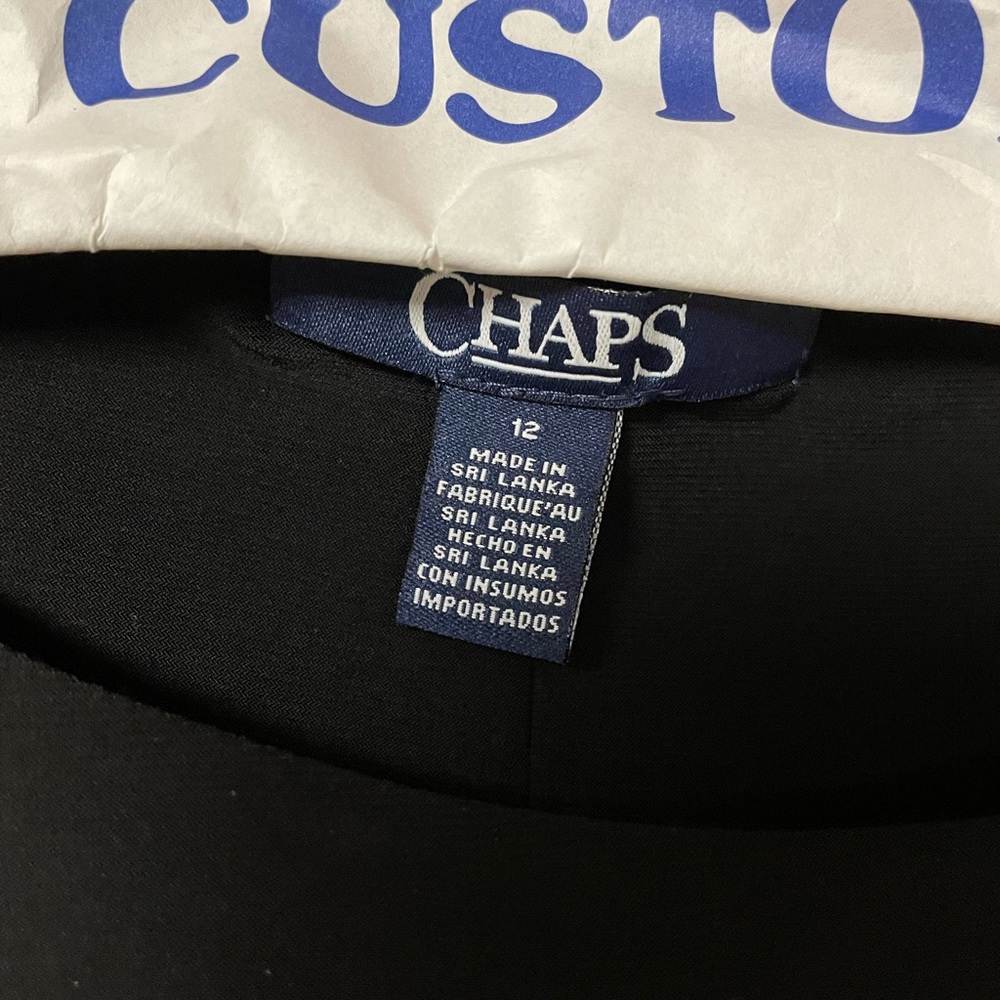 CUSTO
CHAPS
12
MADE IN
SRI LANKA
FABRIQUE'AU
SRI LANKA
HECHO EN
SRI LANKA
CON INSUMOS
IMPORTADOS